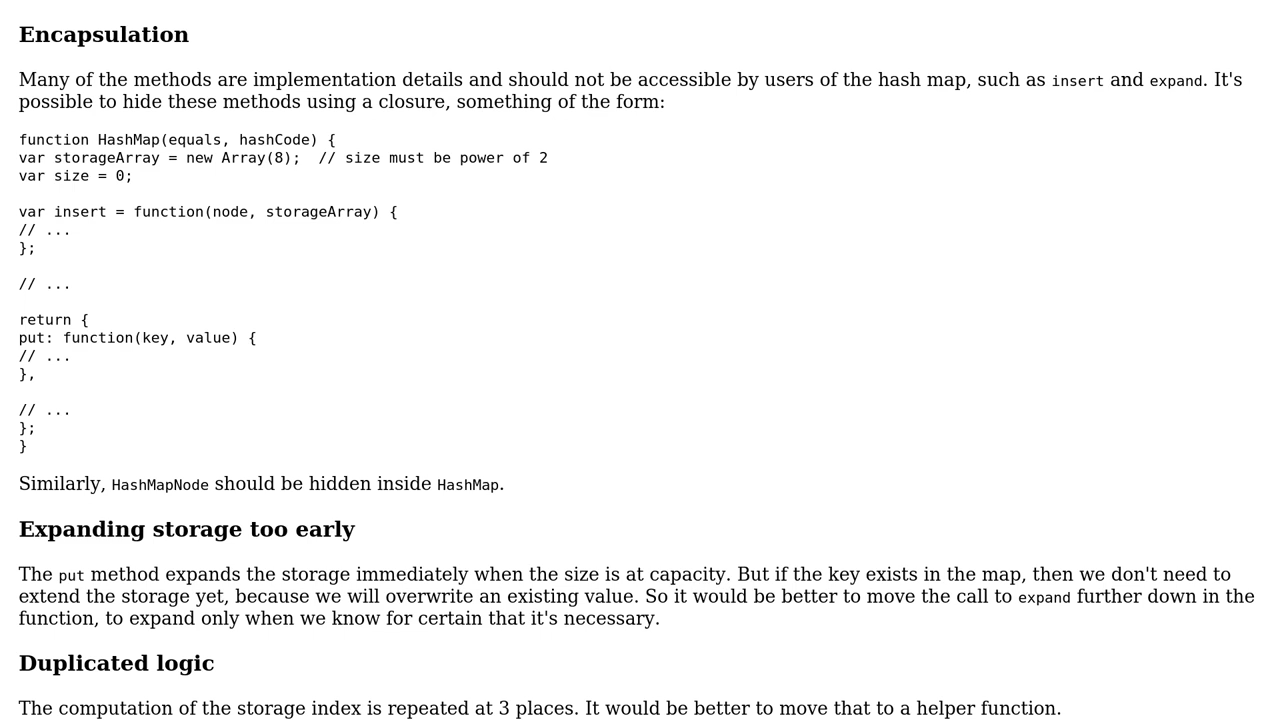 Encapsulation
Many of the methods are implementation details and should not be accessible by users of the hash map, such as insert and expand. It's
possible to hide these methods using a closure, something of the form:
function HashMap(equals, hashCode) {
var storageArray = new Array(8);  // size must be power of 2
var size = 0;
var insert = function(node, storageArray) {
// ...
};
// ...
return {
put: function(key, value) {
// ...
},
// ...
};
}
Similarly, HashMapNode should be hidden inside HashMap.
Expanding storage too early
The put method expands the storage immediately when the size is at capacity. But if the key exists in the map, then we don't need to
extend the storage yet, because we will overwrite an existing value. So it would be better to move the call to expand further down in the
function, to expand only when we know for certain that it's necessary.
Duplicated logic
The computation of the storage index is repeated at 3 places. It would be better to move that to a helper function.